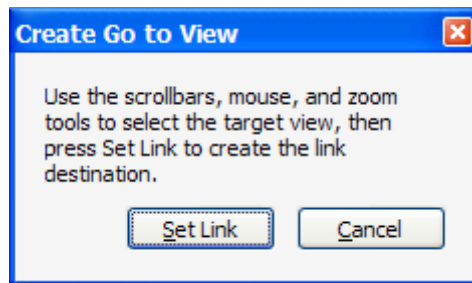 Create Go to View
Use the scrollbars, mouse, and zoom
tools to select the target view, then
press Set Link to create the link
destination.
Set Link
Cancel